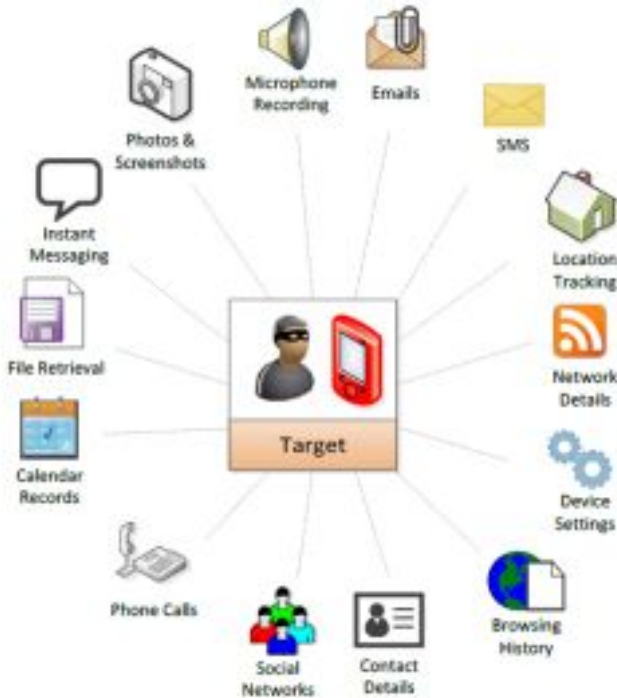 Microphone
Recording
Emails
SMS
Photos &
Screenshots
Instant
Messaging
Location
Tracking
File Retrieval
Network
Details
Target
Calendar
Records
Device
Settings
Phone Calls
Browsing
History
Social
Networks
Contact
Details